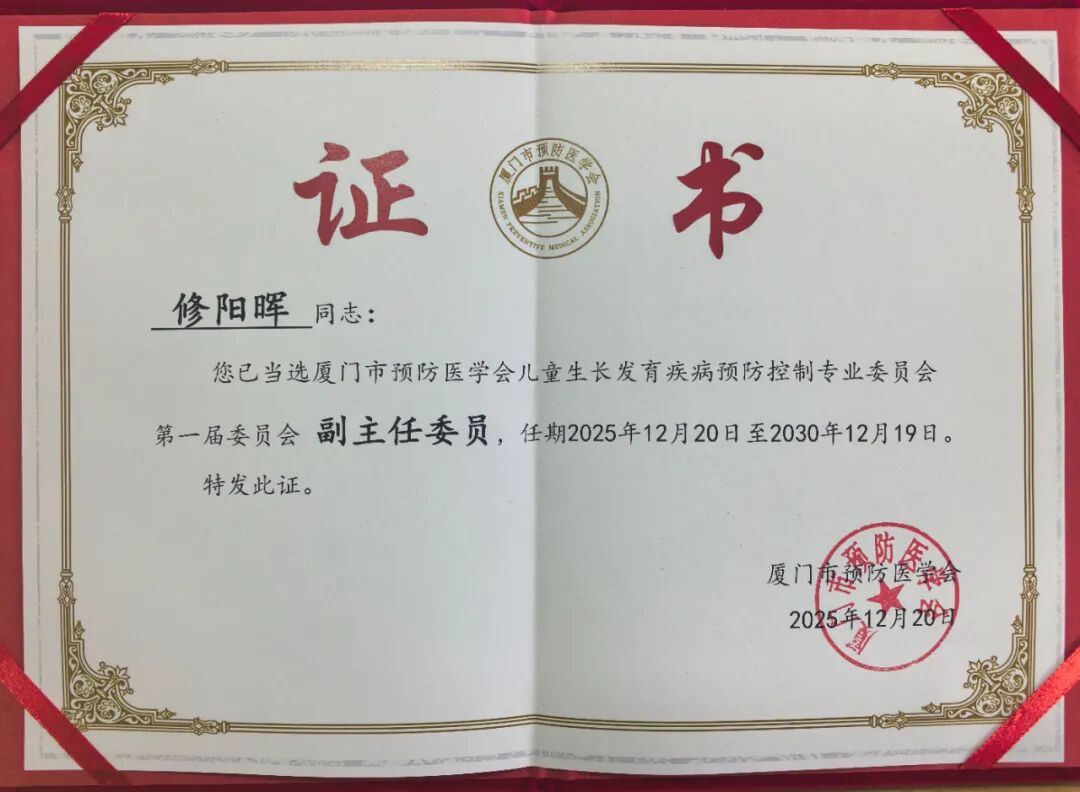 证 书
厦门市预防医学会
XIAMEN PREVENTIVE MEINCAL ASSOCIATION
修阳晖 同志：
您已当选厦门市预防医学会儿童生长发育疾病预防控制专业委员会
第一届委员会 副主任委员，任期2025年12月20日至2030年12月19日。
特发此证。
厦门市预防医学会
2025年12月20日
厦门市预防医学会